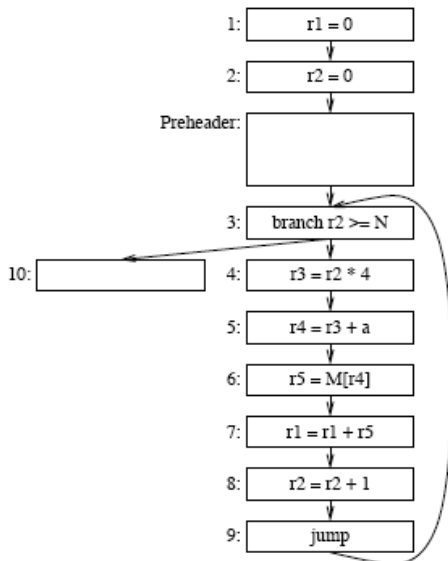 1: r1 = 0
2: r2 = 0
Preheader:
3: branch r2 >= N
10:
4: r3 = r2 * 4
5: r4 = r3 + a
6: r5 = M[r4]
7: r1 = r1 + r5
8: r2 = r2 + 1
9: jump